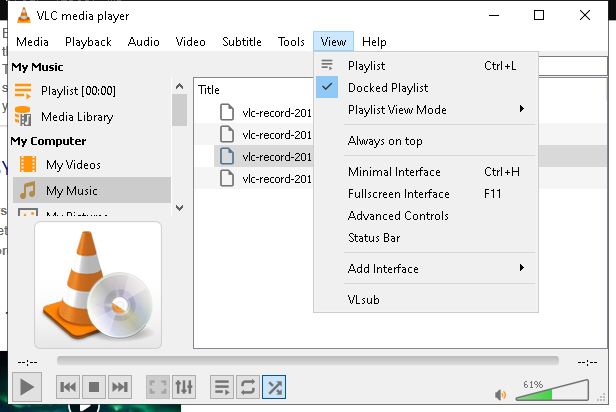 VLC media player
Media Playback Audio Video Subtitle Tools View Help
My Music
Playlist [00:00]
Media Library
My Computer
My Videos
My Music
Title
vlc-record-201
vlc-record-201
vlc-record-201
vlc-record-201
Playlist Ctrl+L
Docked Playlist
Playlist View Mode
Always on top
Minimal Interface Ctrl+H
Fullscreen Interface F11
Advanced Controls
Status Bar
Add Interface
VLsub
--:-- --:--
61%